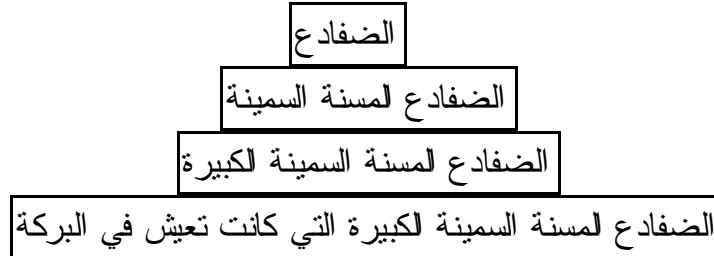 الضفادع
الضفادع المسنة السمينة
الضفادع المسنة السمينة الكبيرة
الضفادع المسنة السمينة الكبيرة التي كانت تعيش في البركة